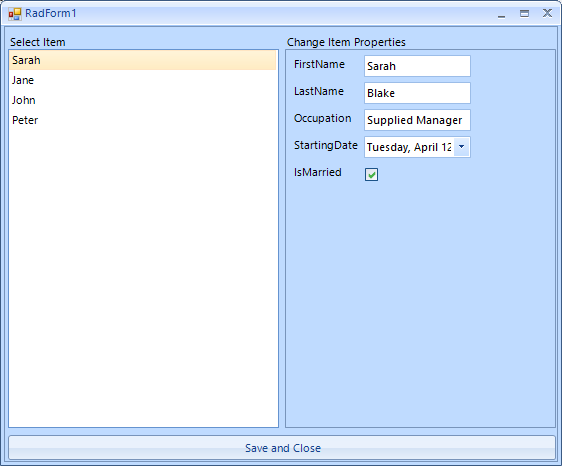 RadForm1
Select Item
Sarah
Jane
John
Peter
Change Item Properties
FirstName Sarah
LastName Blake
Occupation Supplied Manager
StartingDate Tuesday, April 12
IsMarried
Save and Close